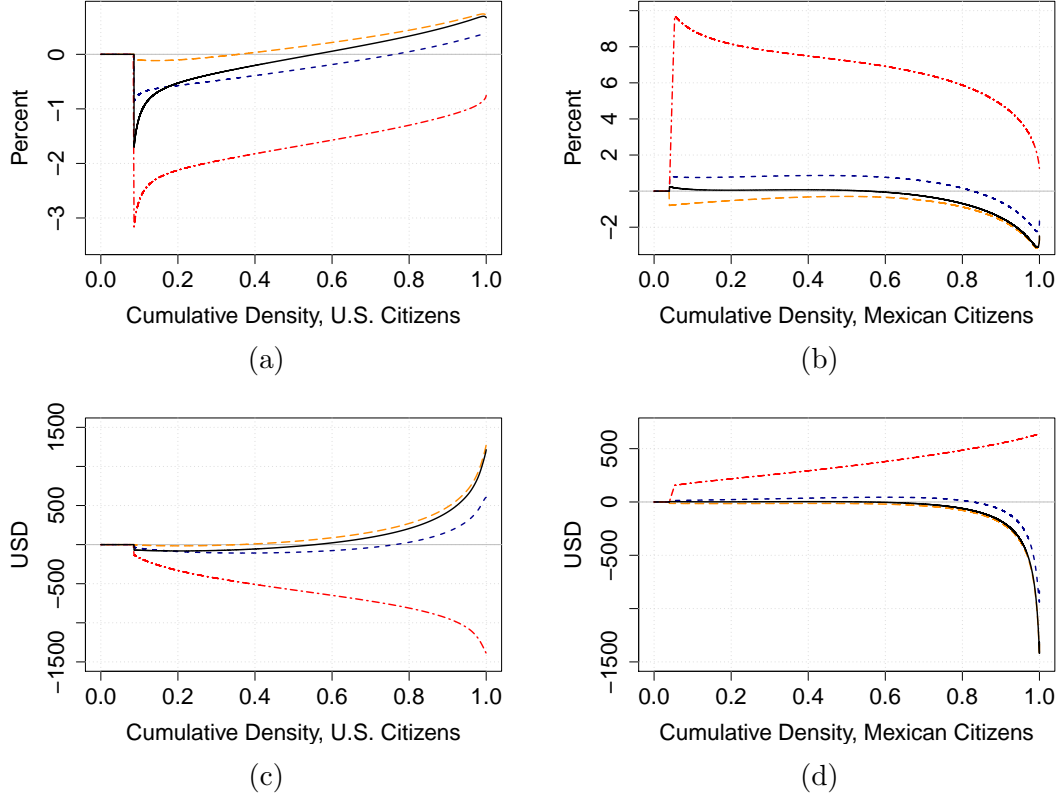 Percent
0
−1
−2
−3
0.0 0.2 0.4 0.6 0.8 1.0
Cumulative Density, U.S. Citizens
(a)
Percent
8
6
4
2
−2
0.0 0.2 0.4 0.6 0.8 1.0
Cumulative Density, Mexican Citizens
(b)
USD
1500
500
−500
−1500
0.0 0.2 0.4 0.6 0.8 1.0
Cumulative Density, U.S. Citizens
(c)
USD
500
0
−500
−1500
0.0 0.2 0.4 0.6 0.8 1.0
Cumulative Density, Mexican Citizens
(d)